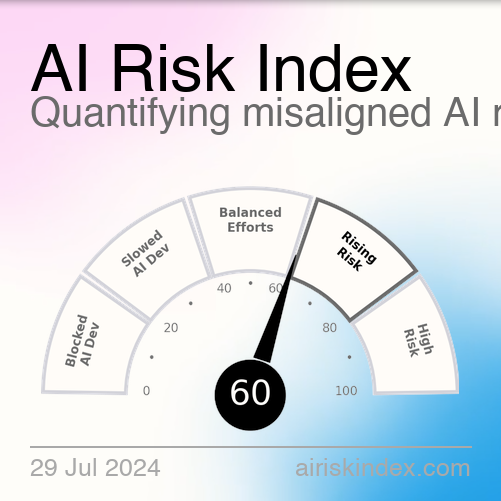 AI Risk Index
Quantifying misaligned AI r
Balanced
Efforts
Slowed
AI Dev
Rising
Risk
Blocked
AI Dev
High
Risk
0
20
40
60
80
100
60
29 Jul 2024
airiskindex.com